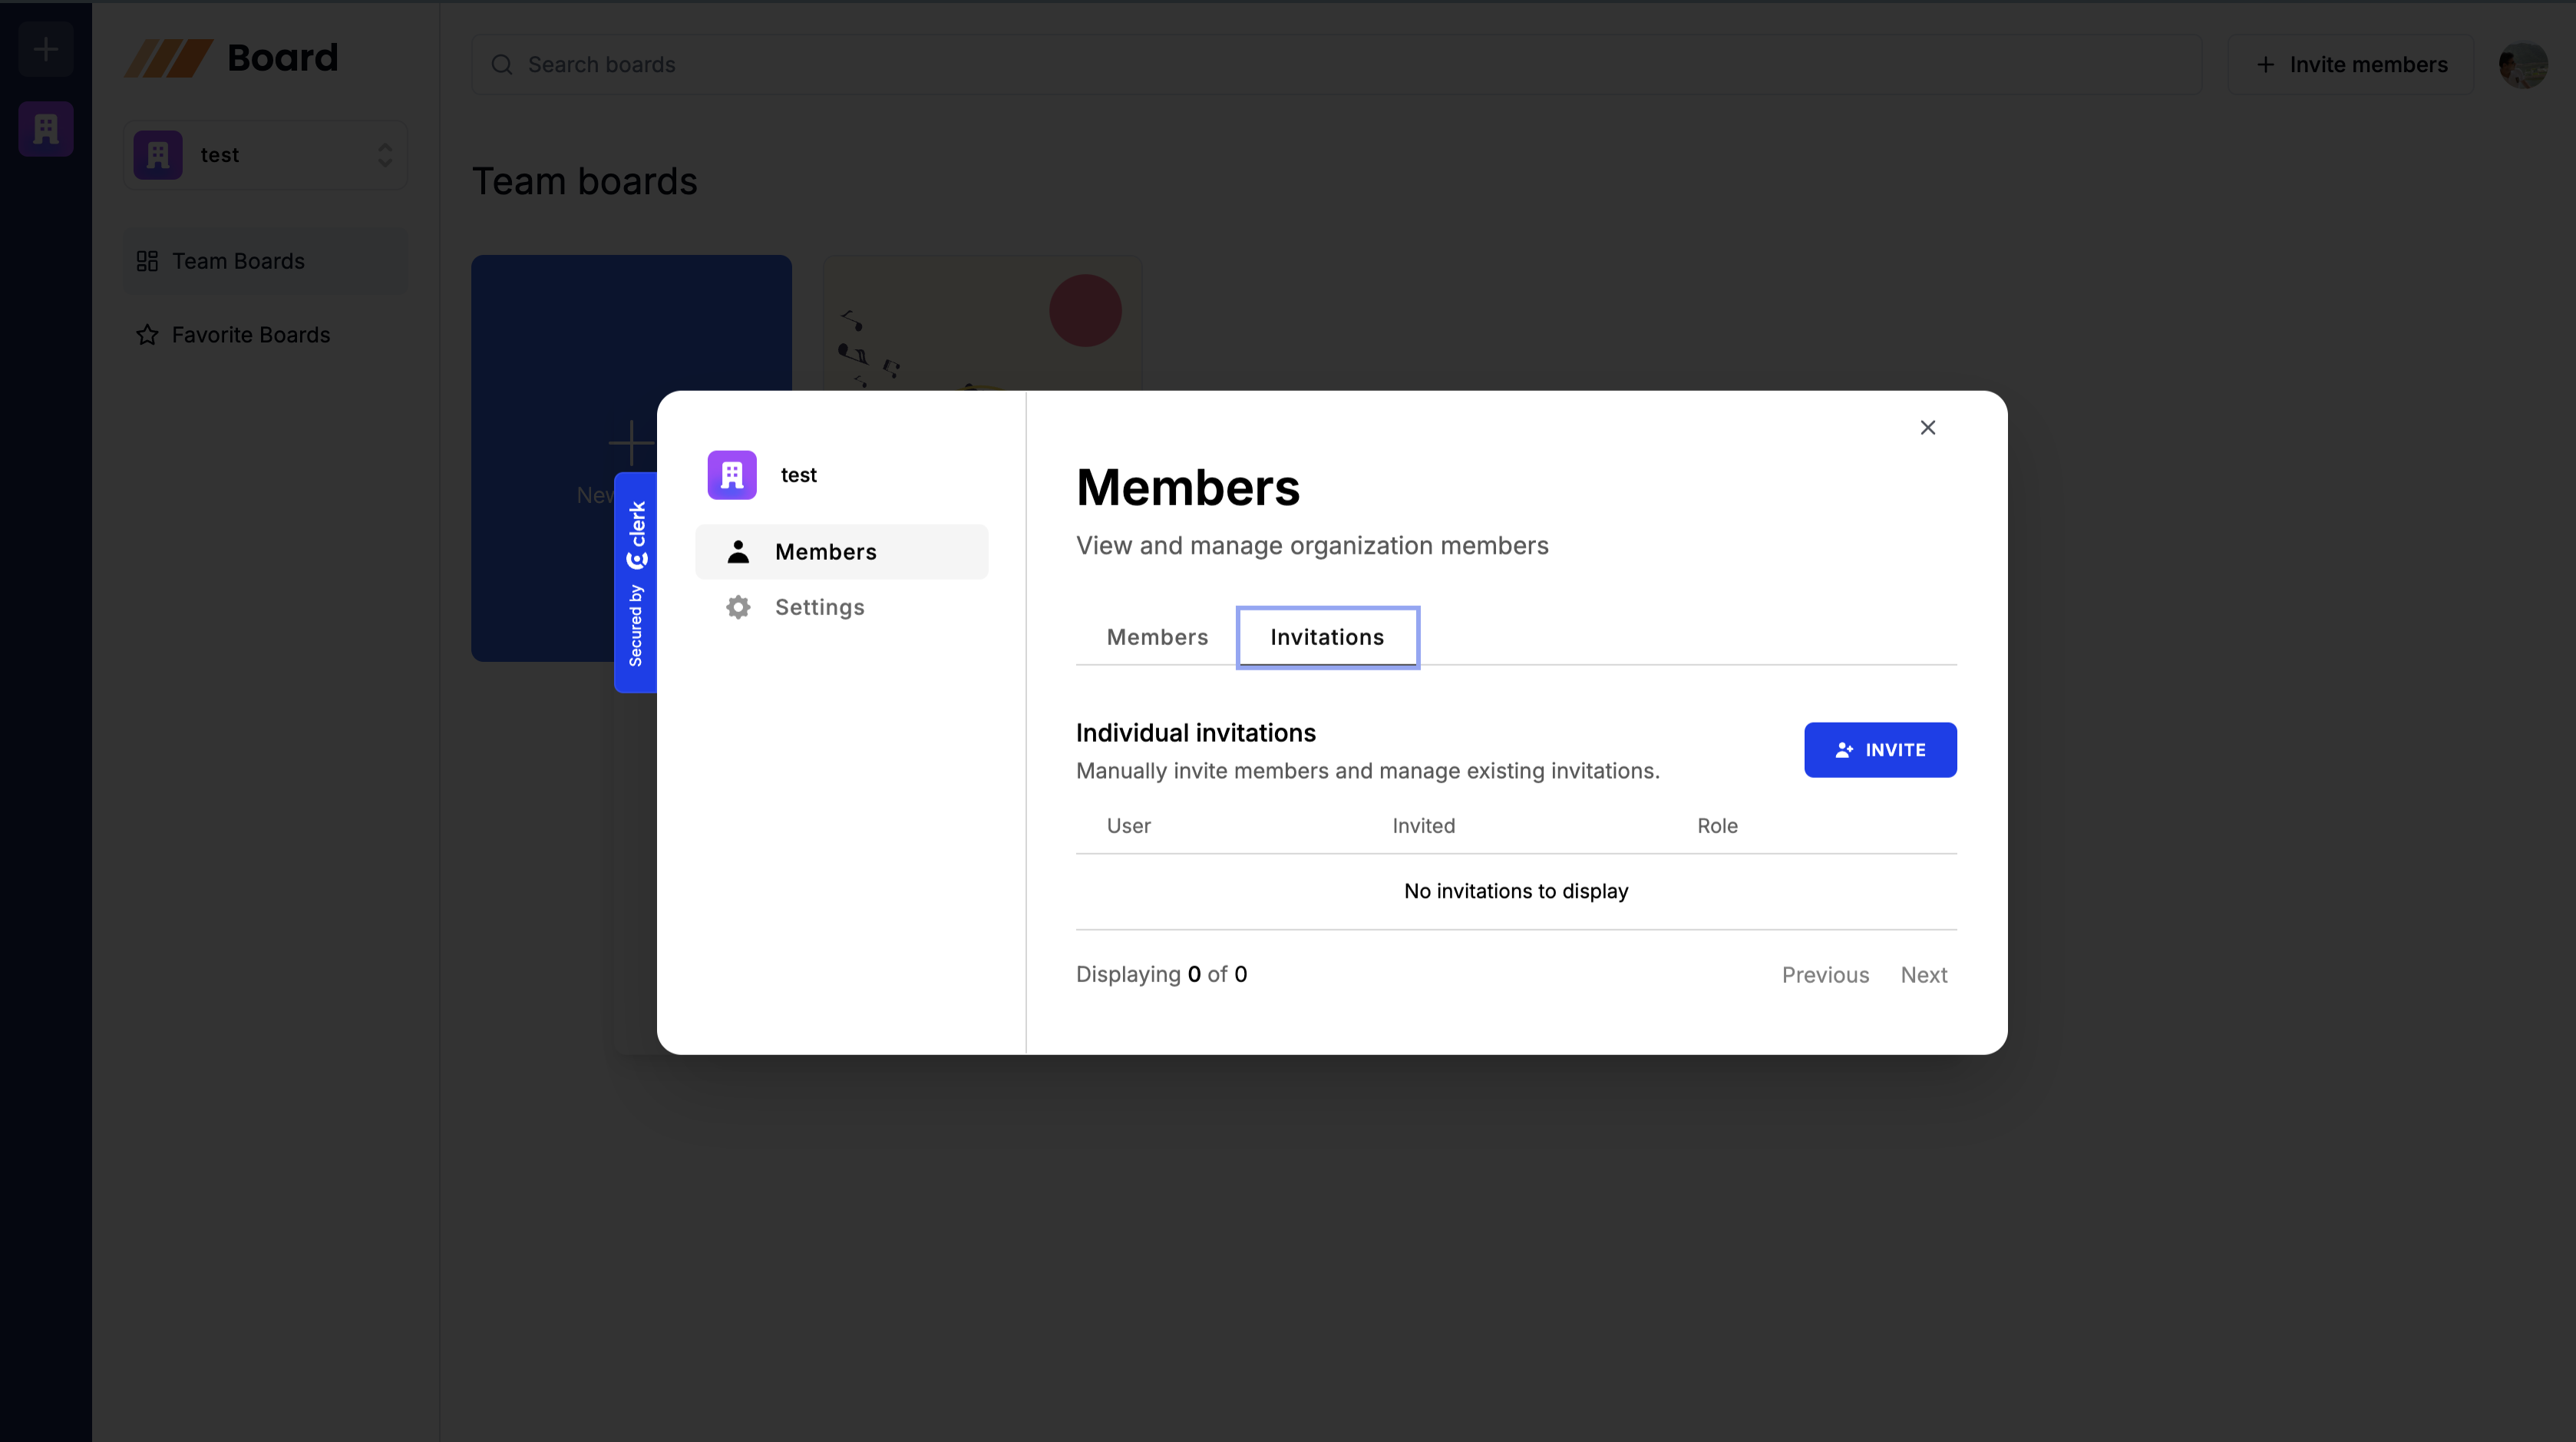 Board
Search boards
Invite members
test
Team boards
Team Boards
Favorite Boards
New
Secured by clerk
test
Members
Settings
Members
View and manage organization members
Members
Invitations
Individual invitations
Manually invite members and manage existing invitations.
INVITE
User
Invited
Role
No invitations to display
Displaying 0 of 0
Previous
Next